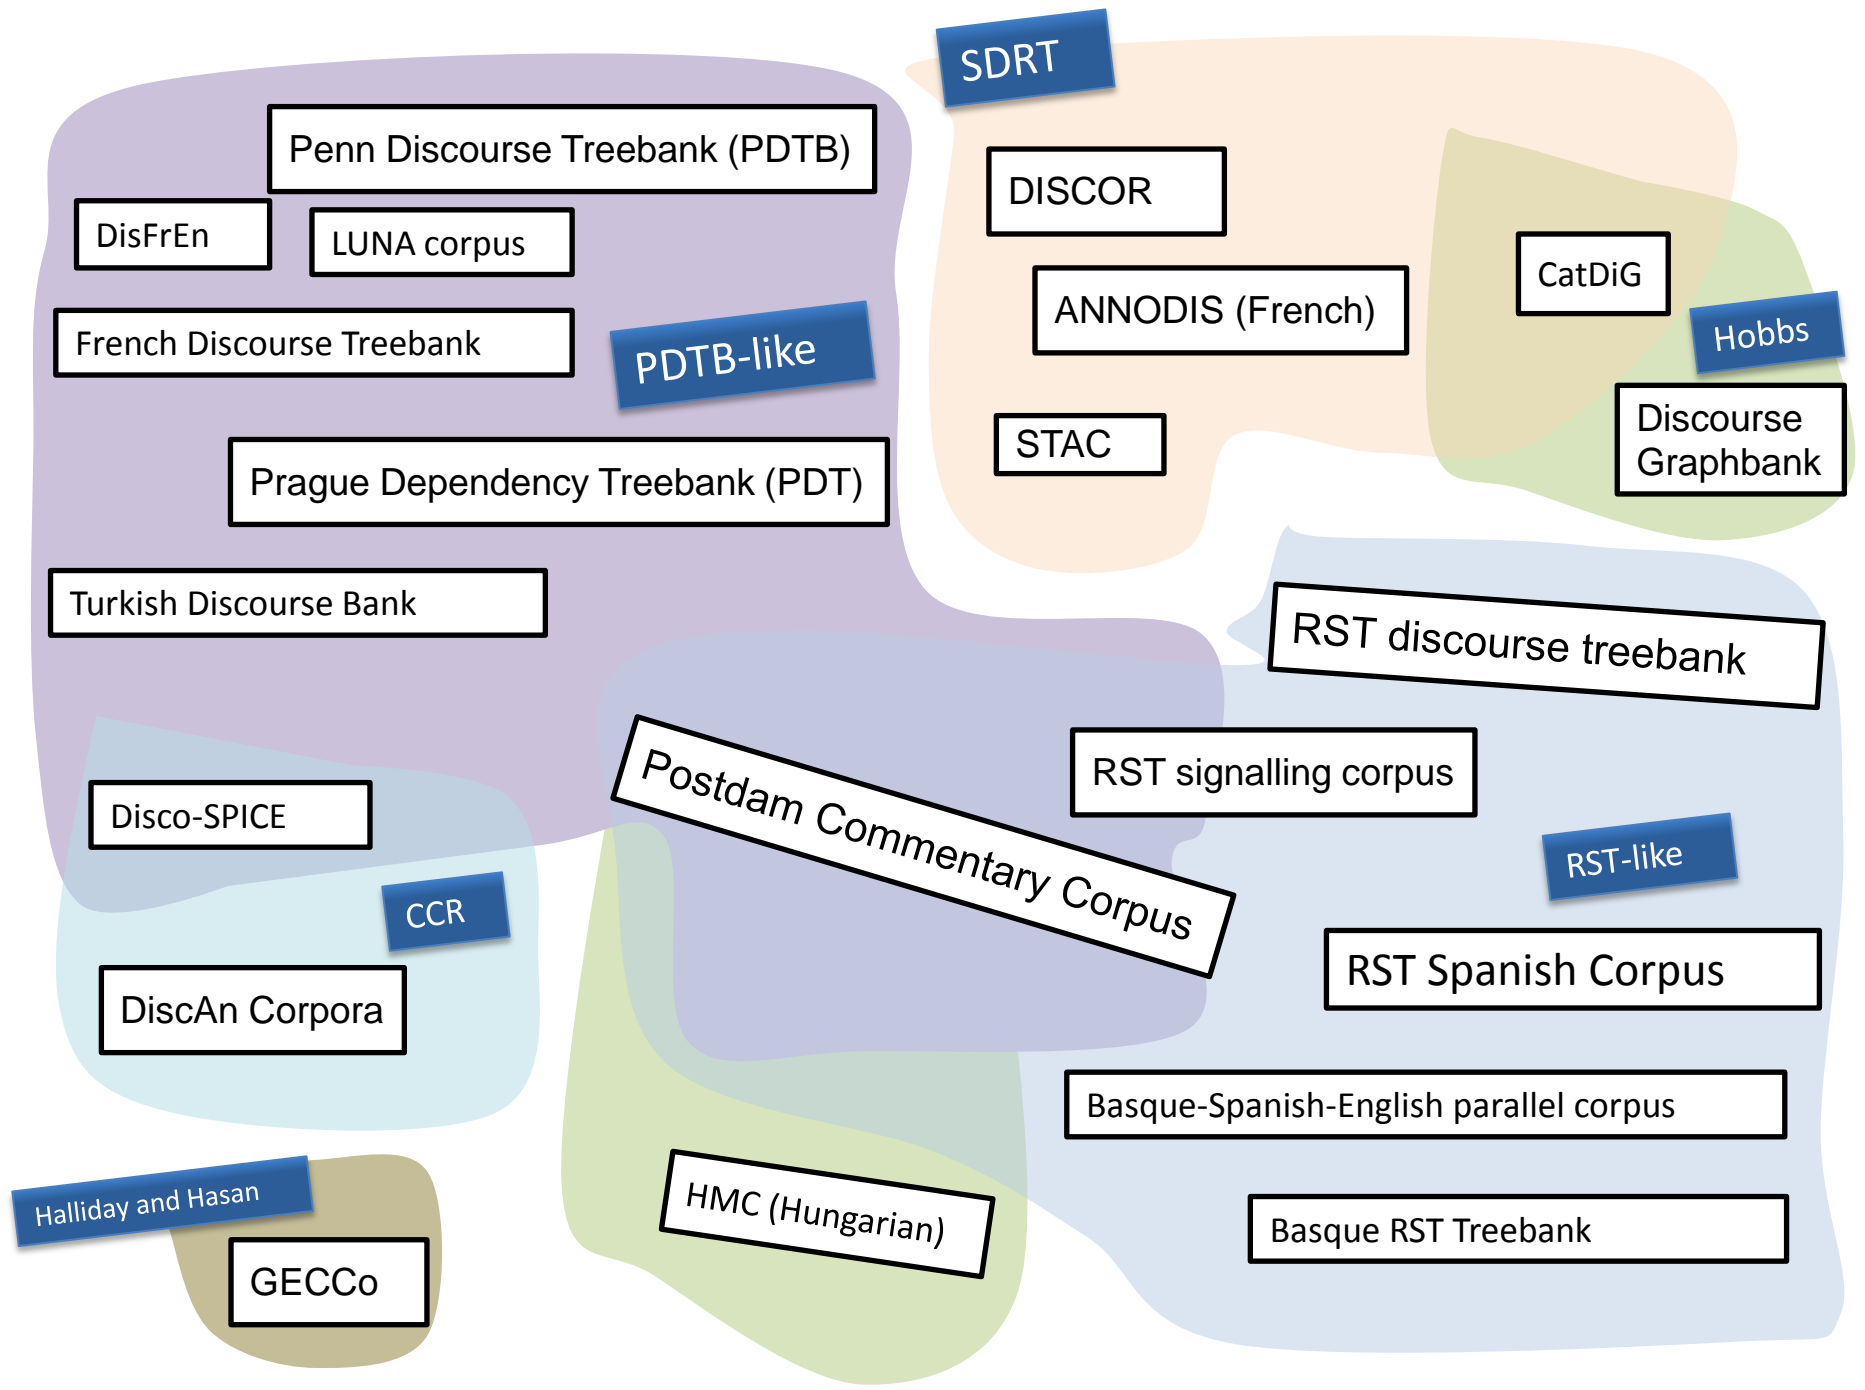 SDRT
Penn Discourse Treebank (PDTB)
DISCOR
DisFrEn
LUNA corpus
CatDiG
ANNODIS (French)
Hobbs
French Discourse Treebank
PDTB-like
Discourse
Graphbank
STAC
Prague Dependency Treebank (PDT)
Turkish Discourse Bank
RST discourse treebank
RST signalling corpus
Postdam Commentary Corpus
Disco-SPICE
RST-like
CCR
RST Spanish Corpus
DiscAn Corpora
Basque-Spanish-English parallel corpus
Halliday and Hasan
HMC (Hungarian)
Basque RST Treebank
GECCo